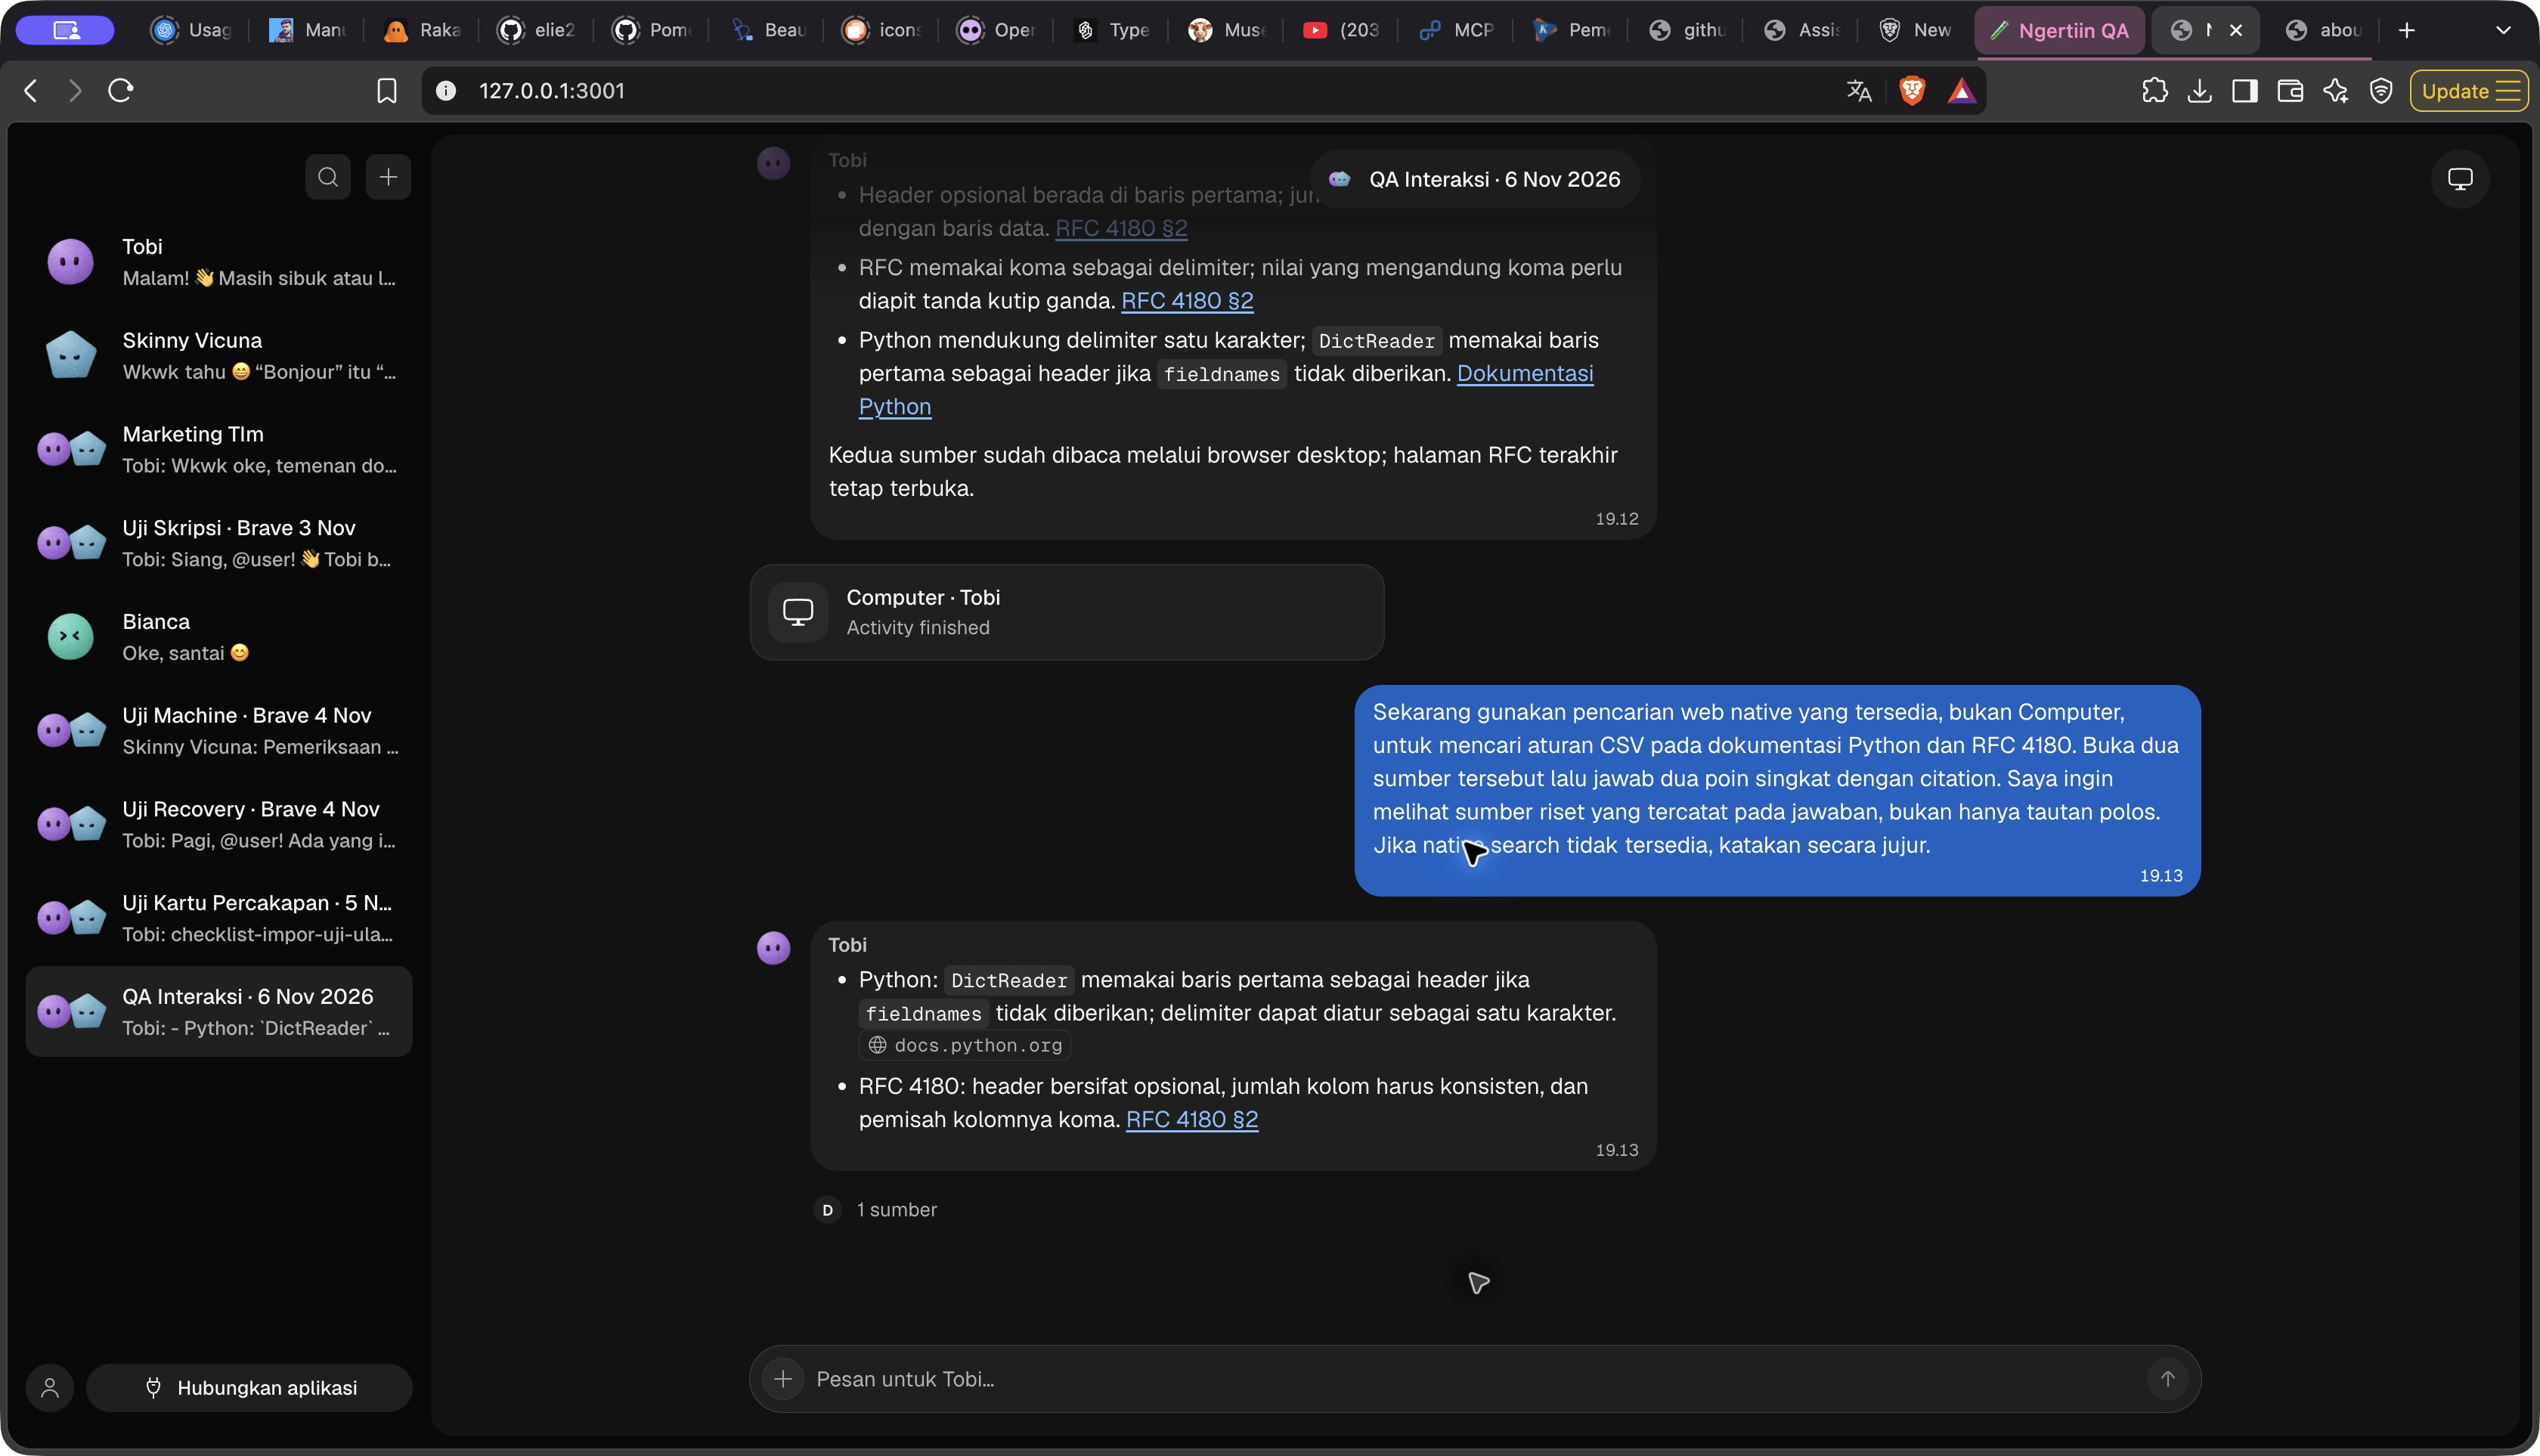 Usag
Manu
Raka
elie2
Pome
Beau
icons
Oper
Type
Muse
(203
MCP
Peme
githu
Assis
New
Ngertiin QA
abou
127.0.0.1:3001
Update
Tobi
Malam! 👋 Masih sibuk atau l...
Skinny Vicuna
Wkwk tahu 😄 “Bonjour” itu “...
Marketing TIm
Tobi: Wkwk oke, temenan do...
Uji Skripsi · Brave 3 Nov
Tobi: Siang, @user! 👋 Tobi b...
Bianca
Oke, santai 😊
Uji Machine · Brave 4 Nov
Skinny Vicuna: Pemeriksaan ...
Uji Recovery · Brave 4 Nov
Tobi: Pagi, @user! Ada yang i...
Uji Kartu Percakapan · 5 N...
Tobi: checklist-impor-uji-ula...
QA Interaksi · 6 Nov 2026
Tobi: - Python: `DictReader` ...
Hubungkan aplikasi
QA Interaksi · 6 Nov 2026
Tobi
• Header opsional berada di baris pertama; jur
dengan baris data. RFC 4180 §2
• RFC memakai koma sebagai delimiter; nilai yang mengandung koma perlu
diapit tanda kutip ganda. RFC 4180 §2
• Python mendukung delimiter satu karakter; DictReader memakai baris
pertama sebagai header jika fieldnames tidak diberikan. Dokumentasi
Python
Kedua sumber sudah dibaca melalui browser desktop; halaman RFC terakhir
tetap terbuka.
19.12
Computer · Tobi
Activity finished
Sekarang gunakan pencarian web native yang tersedia, bukan Computer,
untuk mencari aturan CSV pada dokumentasi Python dan RFC 4180. Buka dua
sumber tersebut lalu jawab dua poin singkat dengan citation. Saya ingin
melihat sumber riset yang tercatat pada jawaban, bukan hanya tautan polos.
Jika native search tidak tersedia, katakan secara jujur.
19.13
Tobi
• Python: DictReader memakai baris pertama sebagai header jika
fieldnames tidak diberikan; delimiter dapat diatur sebagai satu karakter.
docs.python.org
• RFC 4180: header bersifat opsional, jumlah kolom harus konsisten, dan
pemisah kolomnya koma. RFC 4180 §2
19.13
D 1 sumber
Pesan untuk Tobi...